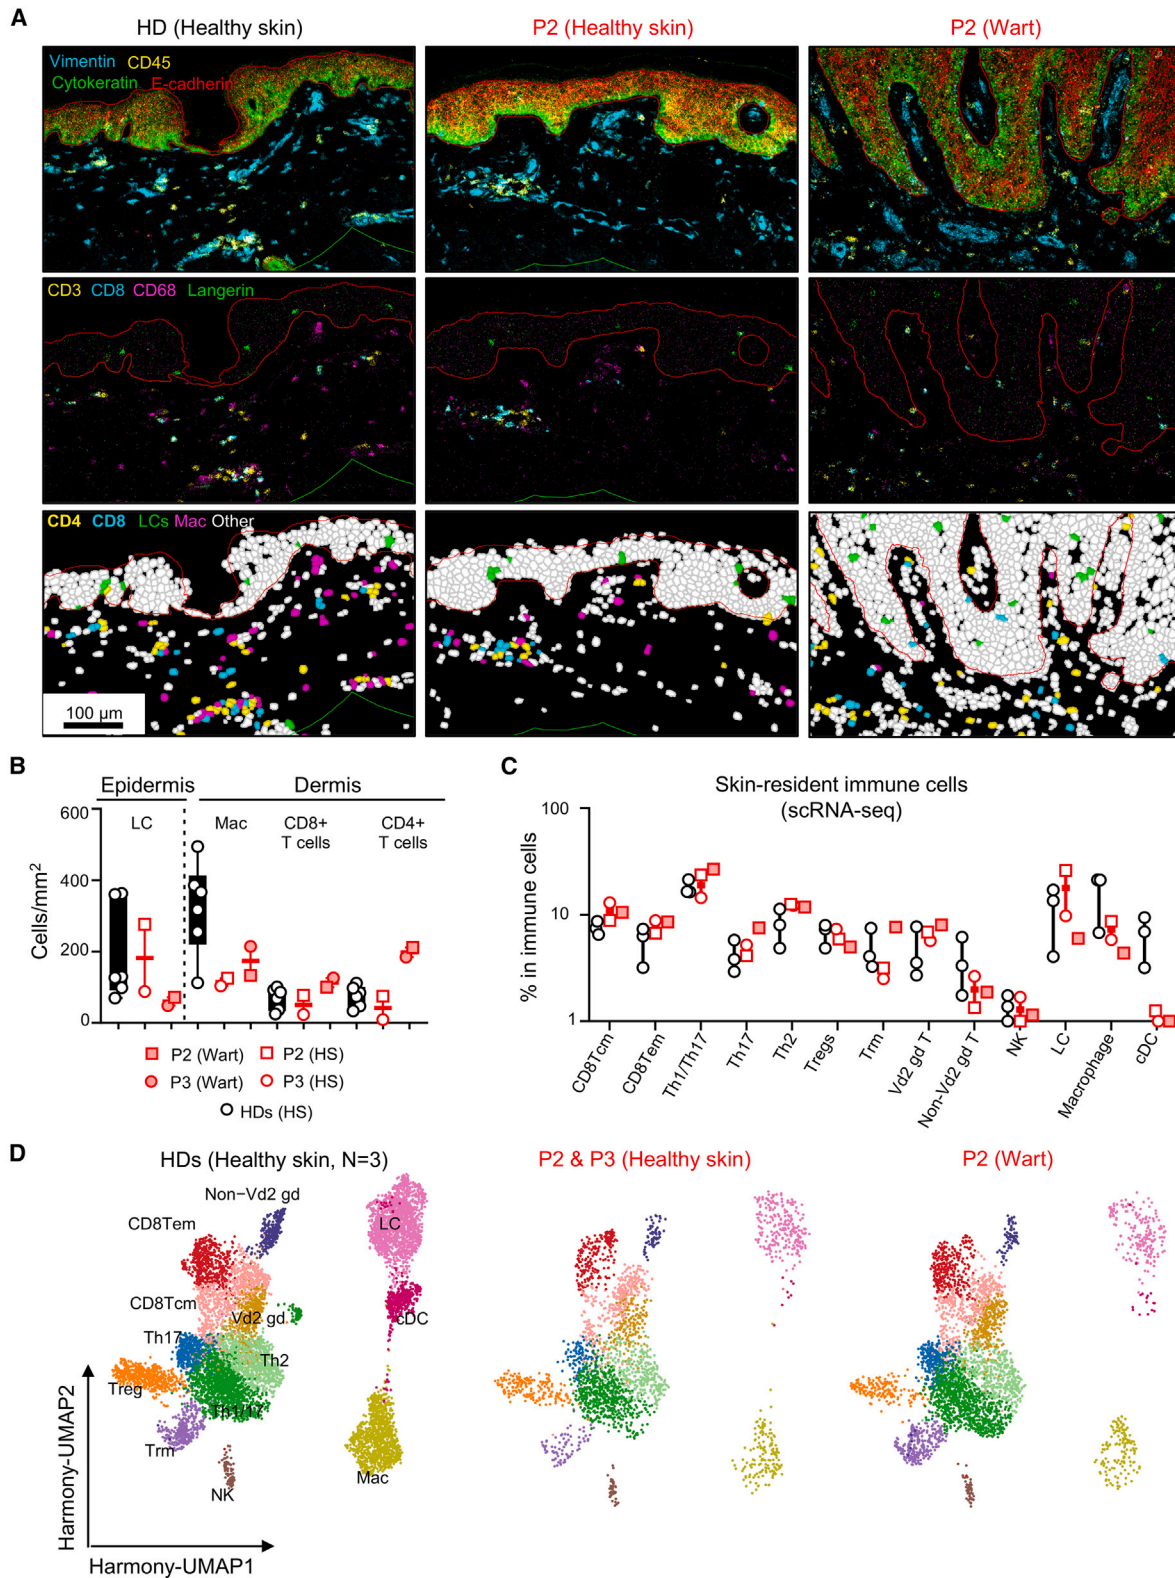 A
HD (Healthy skin)
P2 (Healthy skin)
P2 (Wart)
Vimentin CD45
Cytokeratin E-cadherin
CD3 CD8 CD68 Langerin
CD4 CD8 LCs Mac Other
100 µm
B
Epidermis
Dermis
LC
Mac
CD8+
T cells
CD4+
T cells
Cells/mm²
600
400
200
0
P2 (Wart)
P2 (HS)
P3 (Wart)
P3 (HS)
HDs (HS)
C
Skin-resident immune cells
(scRNA-seq)
% in immune cells
100
10
1
CD8Tcm
CD8Tem
Th1/Th17
Th17
Th2
Tregs
Trm
Vd2 gd T
Non-Vd2 gd T
NK
LC
Macrophage
cDC
D
HDs (Healthy skin, N=3)
P2 & P3 (Healthy skin)
P2 (Wart)
Non-Vd2 gd
CD8Tem
LC
CD8Tcm
Vd2 gd
cDC
Th17
Th2
Treg
Th1/17
Trm
Mac
NK
Harmony-UMAP2
Harmony-UMAP1